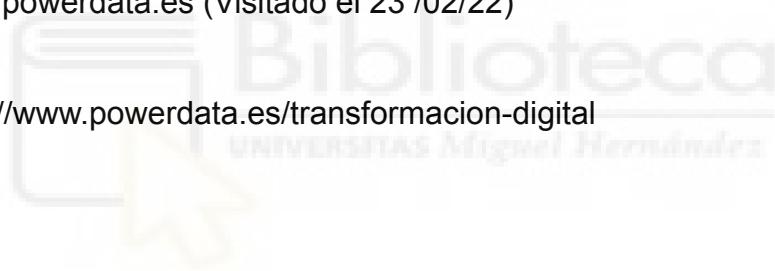 powerdata.es (Visitado el 23 /02/22)
//www.powerdata.es/transformacion-digital
Biblioteca
UNIVERSITAS Miguel Hernández